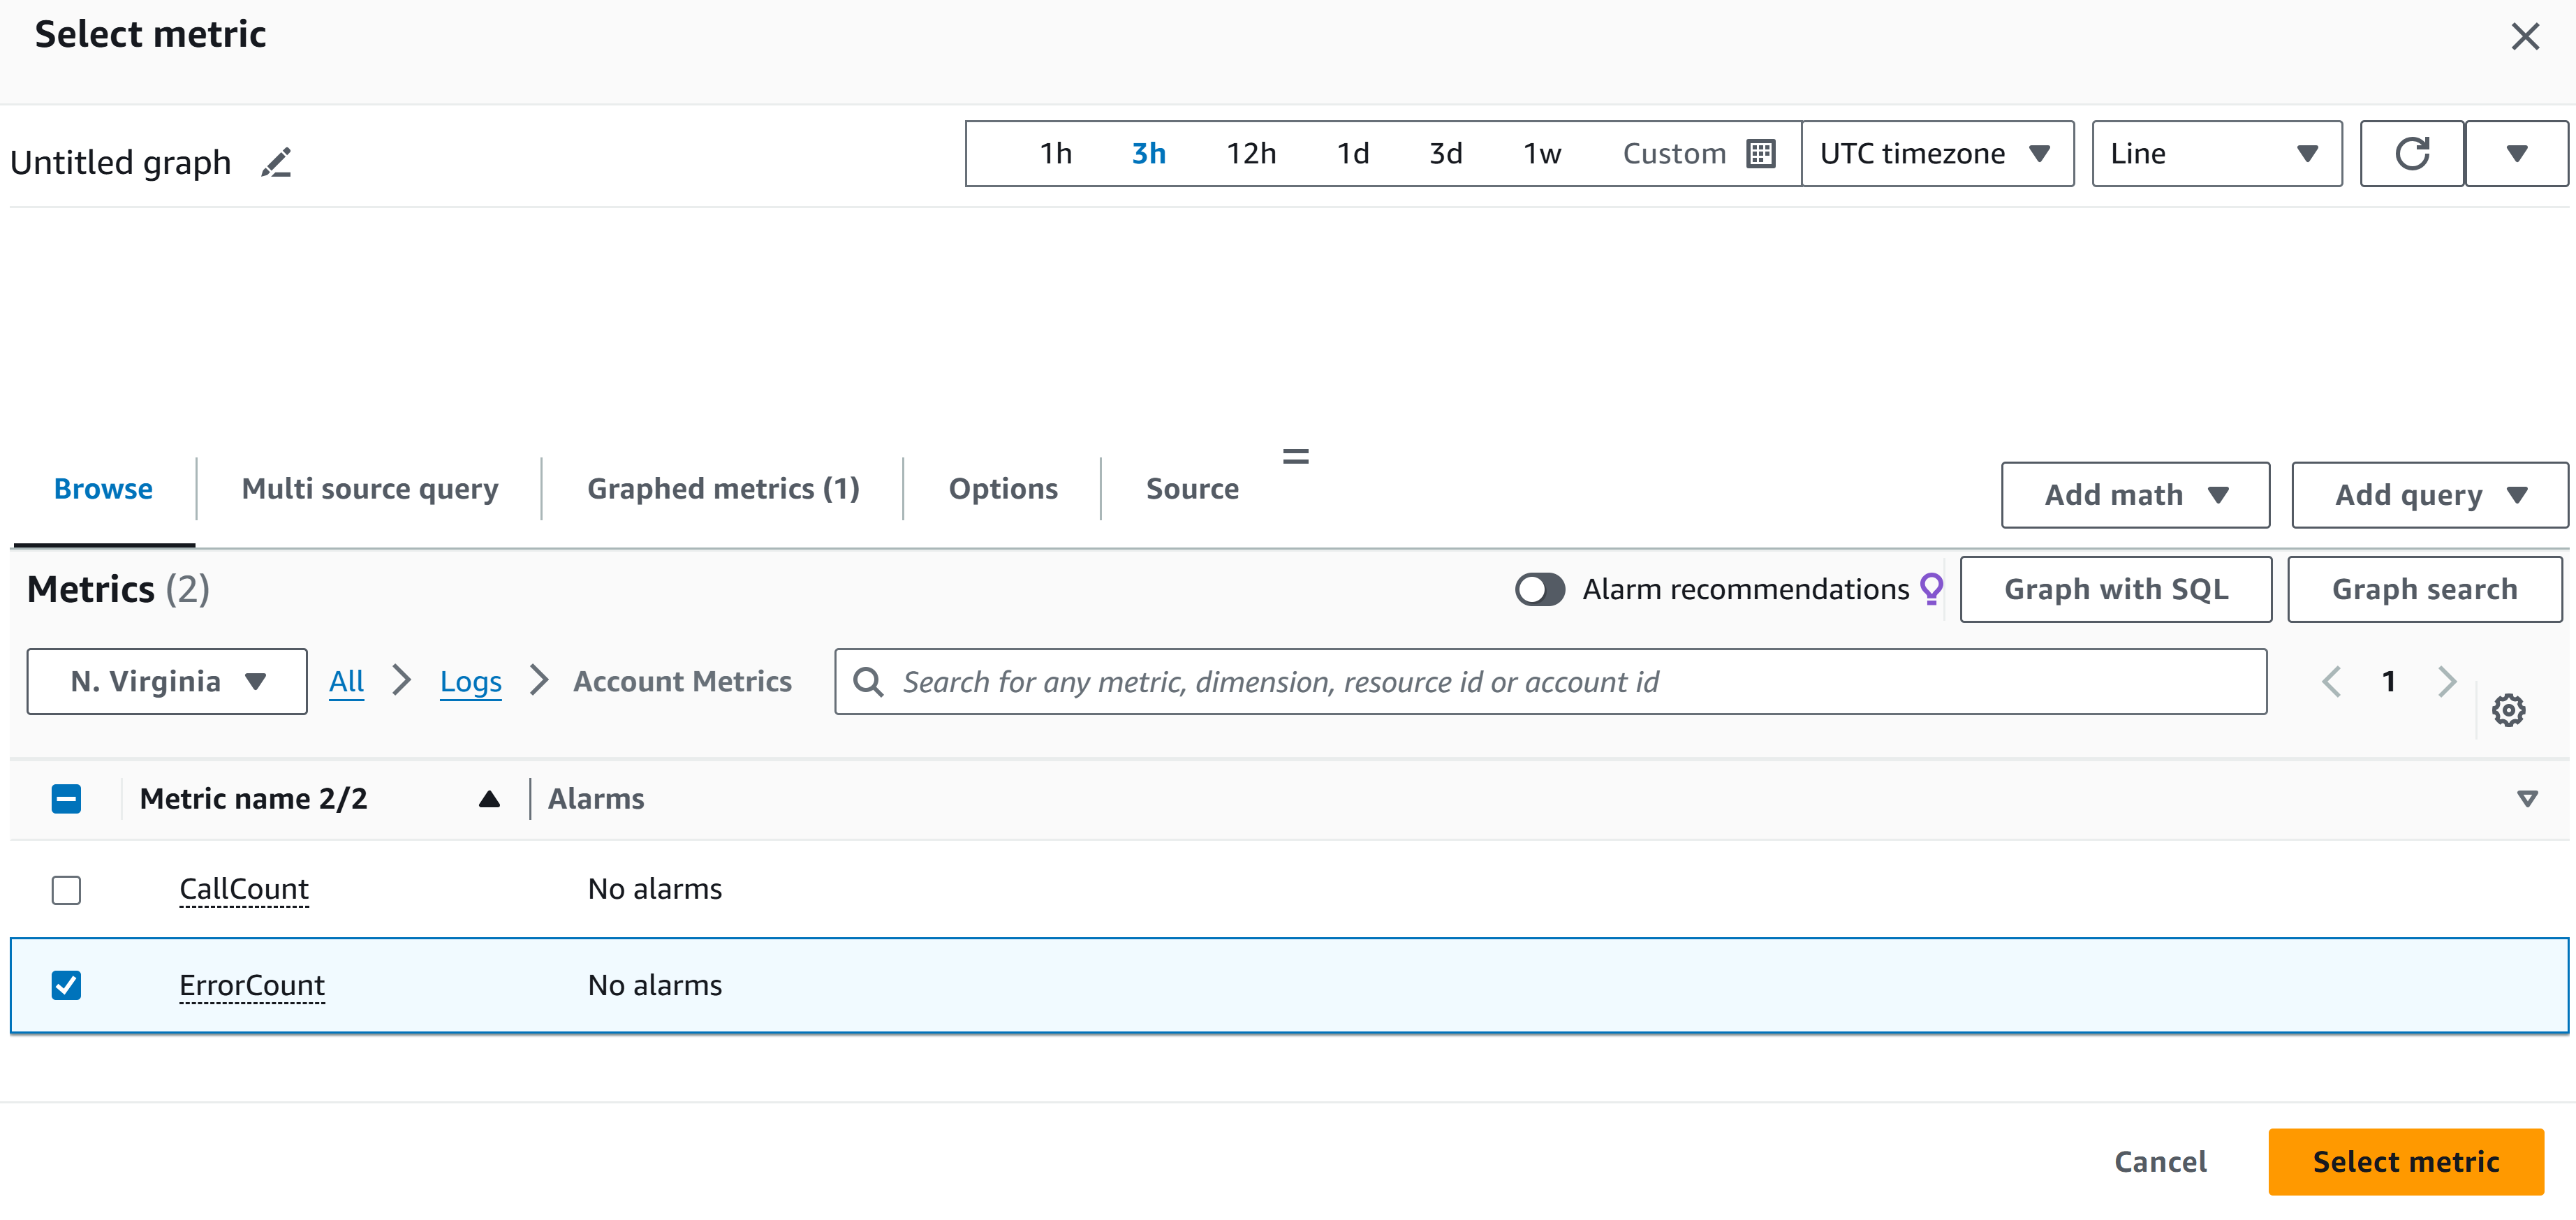 Select metric
Untitled graph
1h 3h 12h 1d 3d 1w Custom UTC timezone Line
Browse Multi source query Graphed metrics (1) Options Source Add math Add query
Metrics (2) Alarm recommendations Graph with SQL Graph search
N. Virginia All Logs Account Metrics Search for any metric, dimension, resource id or account id 1
Metric name 2/2 Alarms
CallCount No alarms
ErrorCount No alarms
Cancel Select metric